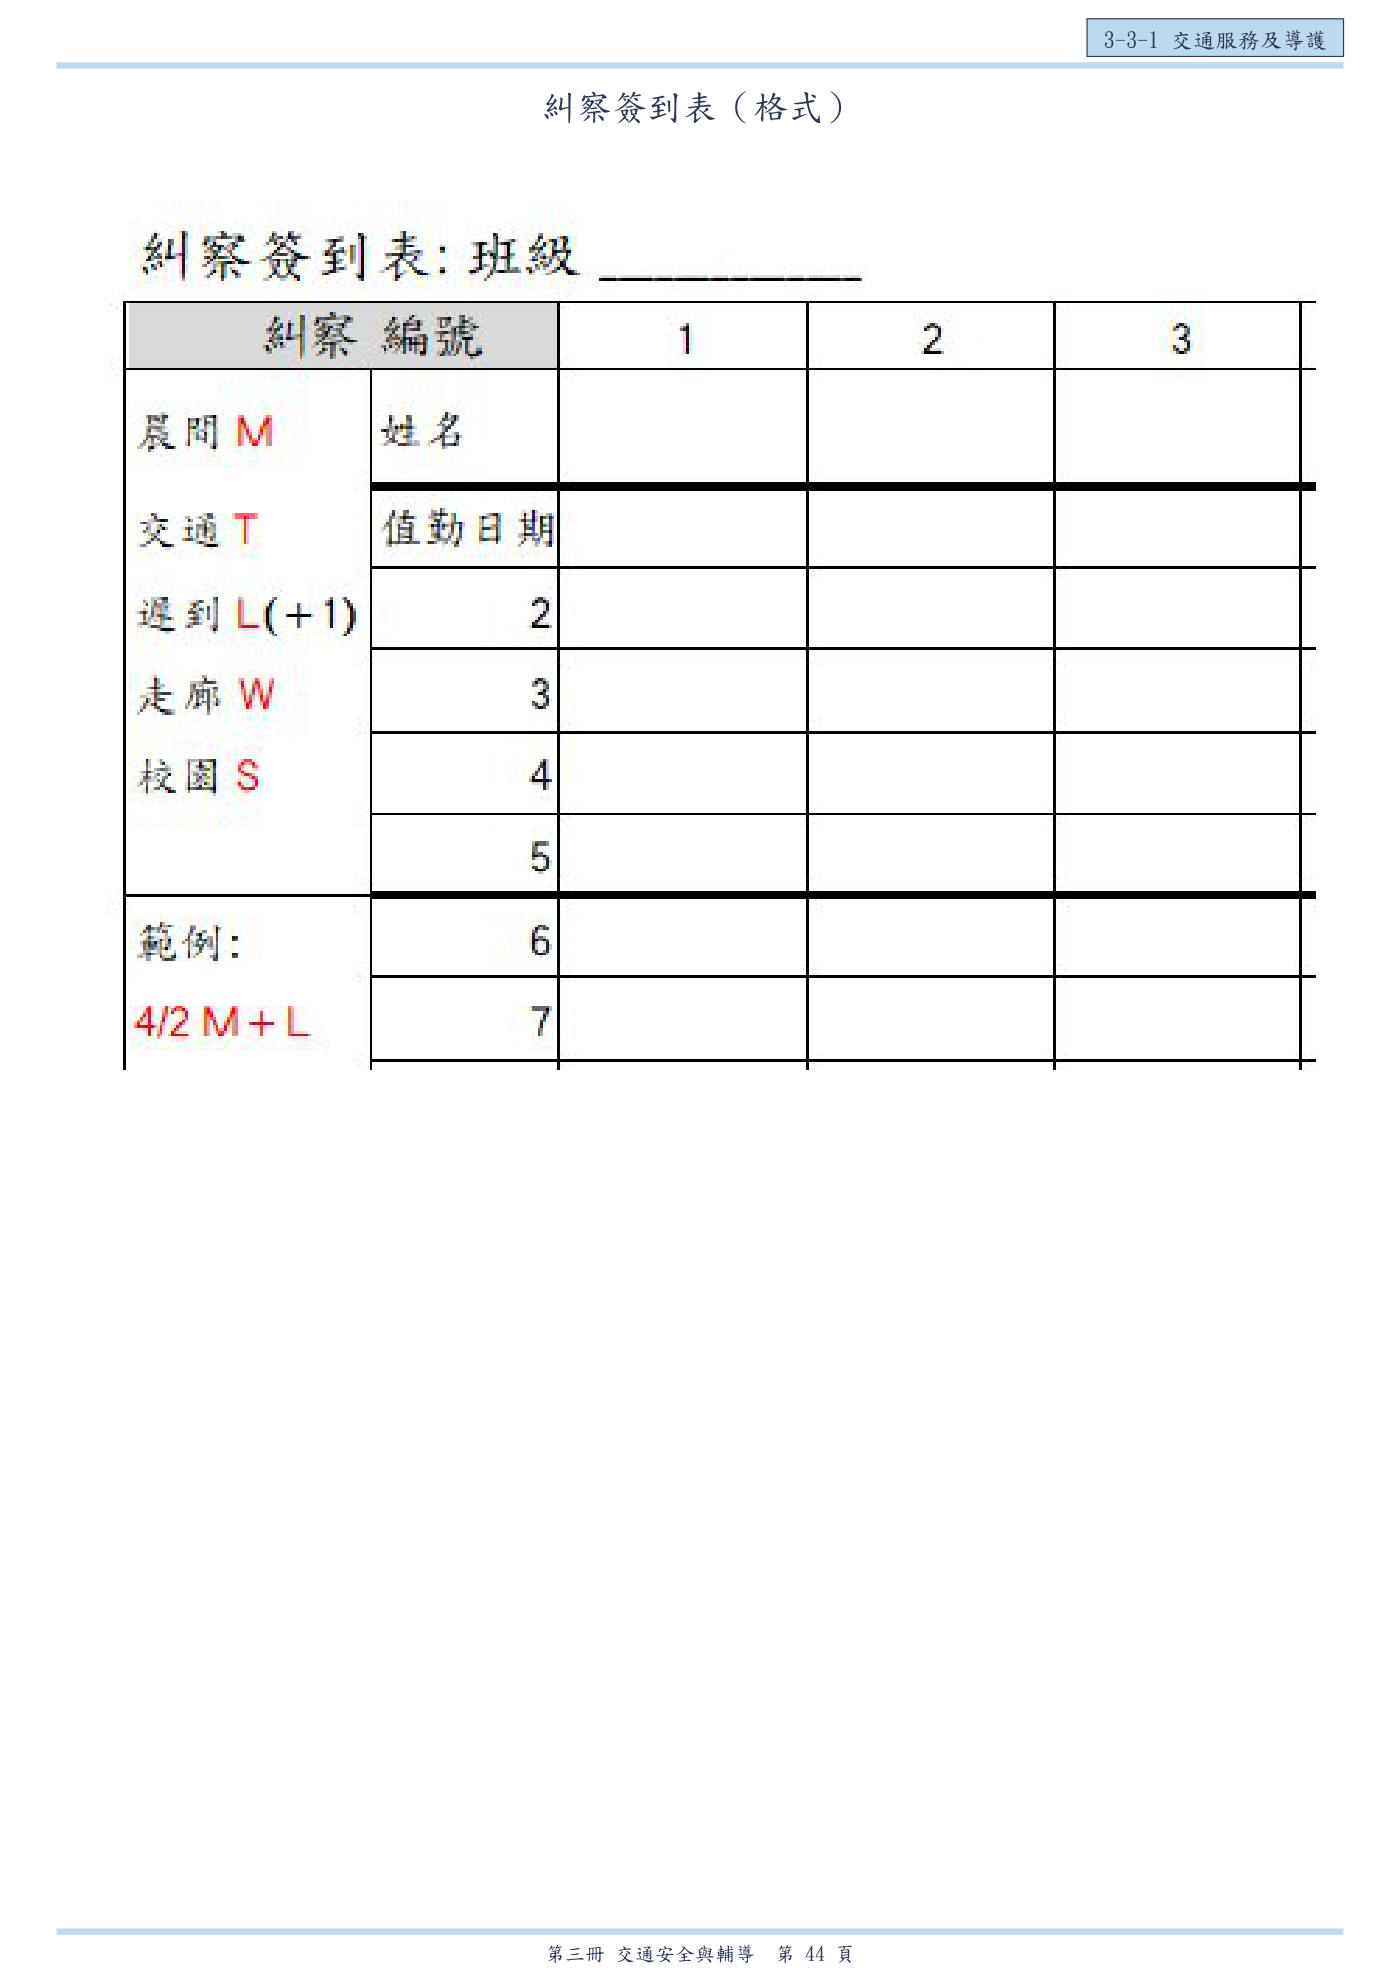 3-3-1 交通服務及導護
糾察簽到表（格式）
糾察簽到表: 班級 ____________
糾察 編號 1 2 3
晨間 M 姓名
交通 T 值勤日期
遲到 L(+1) 2
走廊 W 3
校園 S 4
5
範例: 6
4/2 M+L 7
第三冊 交通安全與輔導 第 44 頁